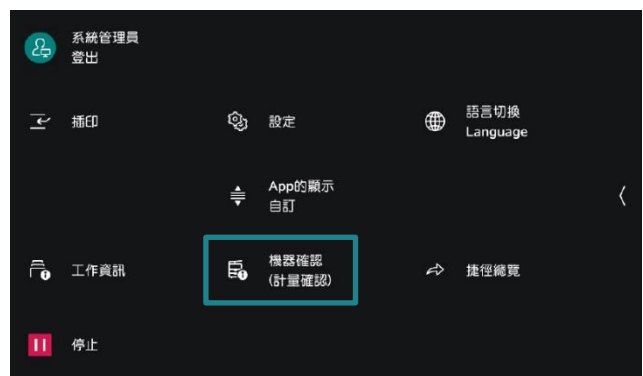 系統管理員
登出
插印
設定
語言切換
Language
App的顯示
自訂
工作資訊
機器確認
(計量確認)
捷徑總覽
停止